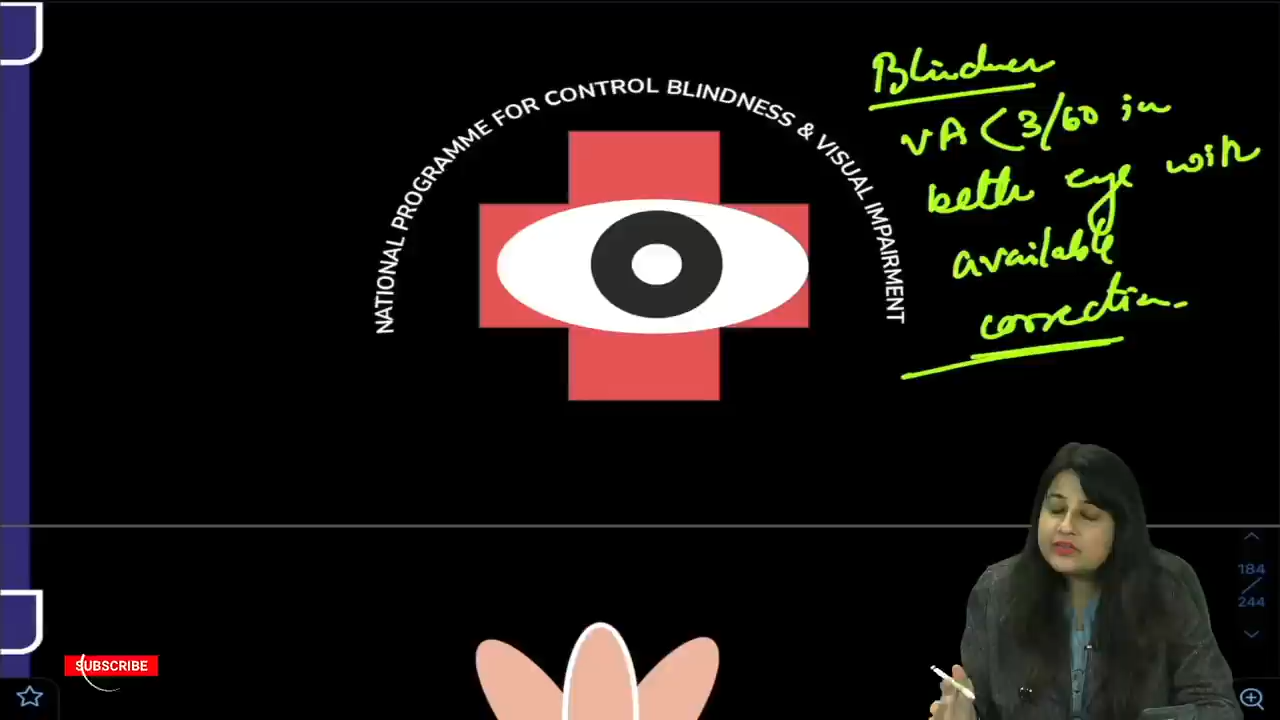 NATIONAL PROGRAMME FOR CONTROL BLINDNESS & VISUAL IMPAIRMENT
Blindness
VA < 3/60 in
better eye with
available
correction.
184
244
SUBSCRIBE